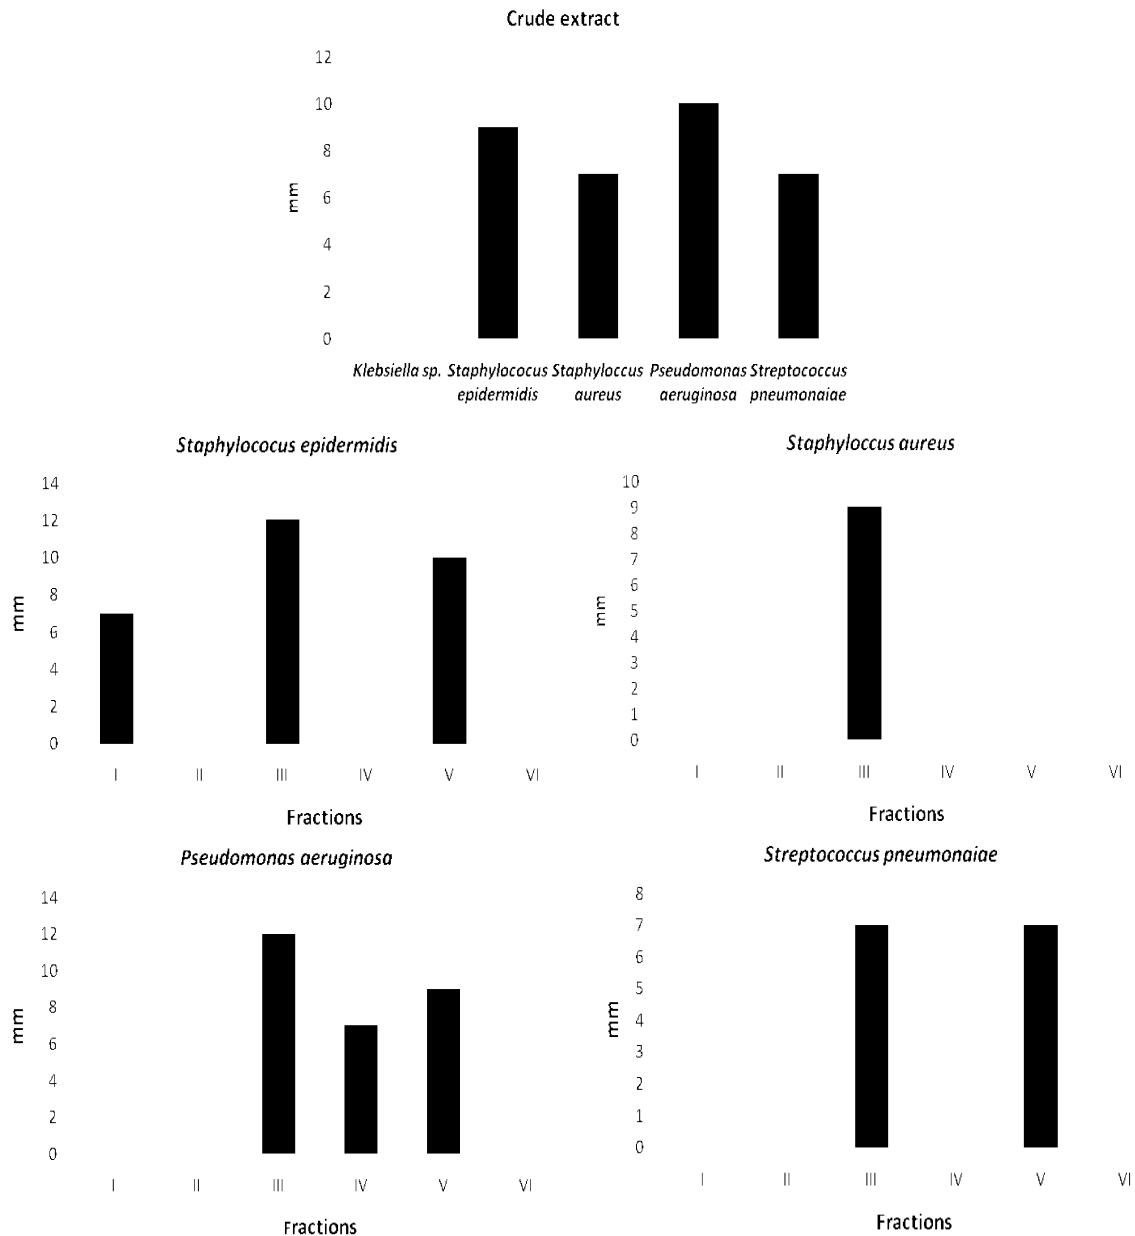 Crude extract
12
10
8
6
4
2
0
mm
Klebsiella sp. Staphylococus Staphyloccus Pseudomonas Streptococcus
epidermidis aureus aeruginosa pneumonaiae
Staphylococus epidermidis
14
12
10
8
6
4
2
0
mm
I II III IV V VI
Fractions
Staphyloccus aureus
10
9
8
7
6
5
4
3
2
1
0
mm
I II III IV V VI
Fractions
Pseudomonas aeruginosa
14
12
10
8
6
4
2
0
mm
I II III IV V VI
Fractions
Streptococcus pneumonaiae
8
7
6
5
4
3
2
1
0
mm
I II III IV V VI
Fractions